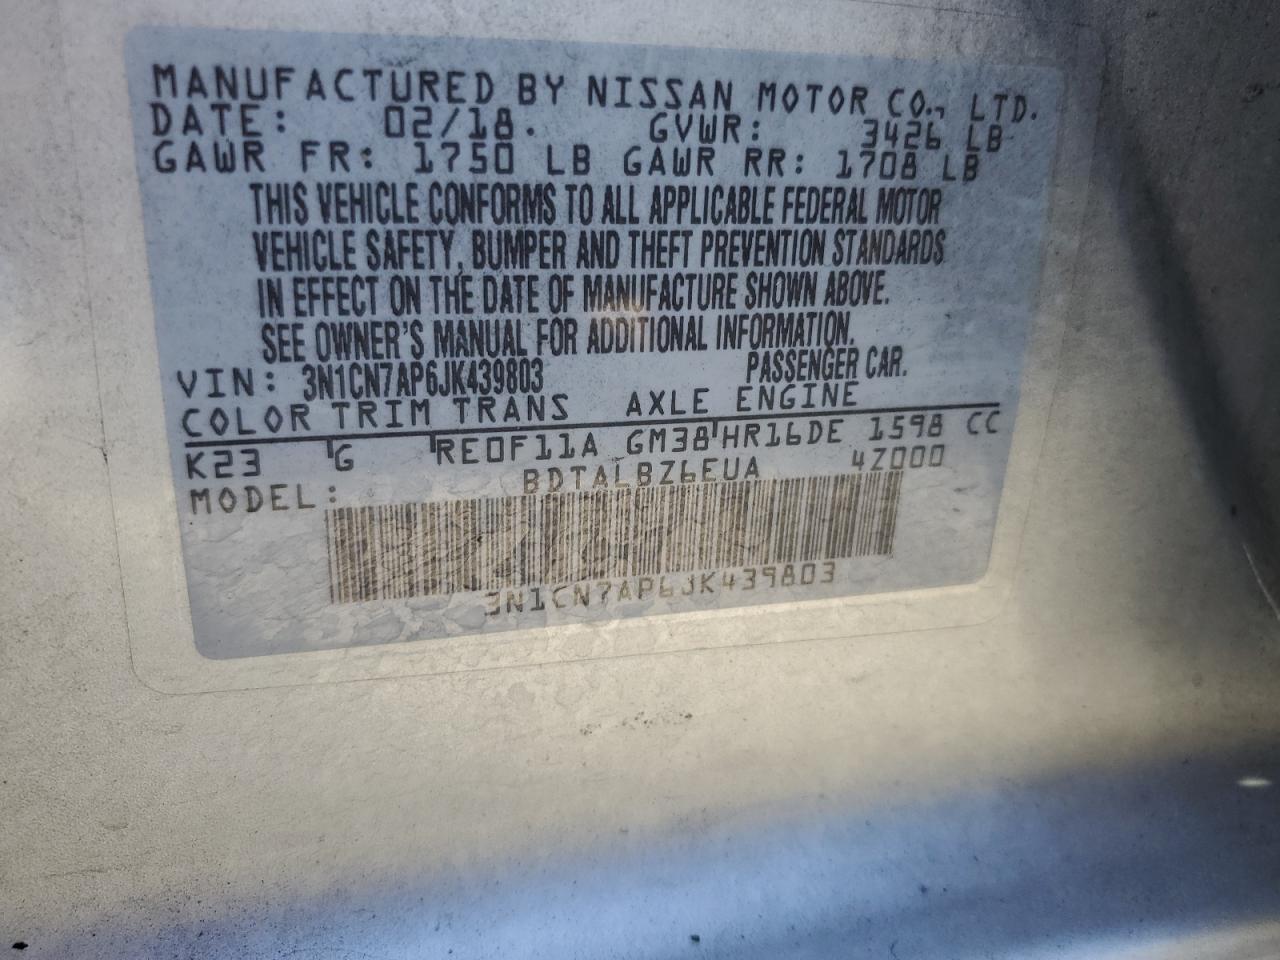 MANUFACTURED BY NISSAN MOTOR CO., LTD.
DATE: 02/18. GVWR: 3426 LB
GAWR FR: 1750 LB GAWR RR: 1708 LB
THIS VEHICLE CONFORMS TO ALL APPLICABLE FEDERAL MOTOR
VEHICLE SAFETY, BUMPER AND THEFT PREVENTION STANDARDS
IN EFFECT ON THE DATE OF MANUFACTURE SHOWN ABOVE.
SEE OWNER'S MANUAL FOR ADDITIONAL INFORMATION.
VIN: 3N1CN7AP6JK439803 PASSENGER CAR.
COLOR TRIM TRANS AXLE ENGINE
K23 G RE0F11A GM38 HR16DE 1598 CC
MODEL: BDTALBZ6EUA 4Z000
3N1CN7AP6JK439803